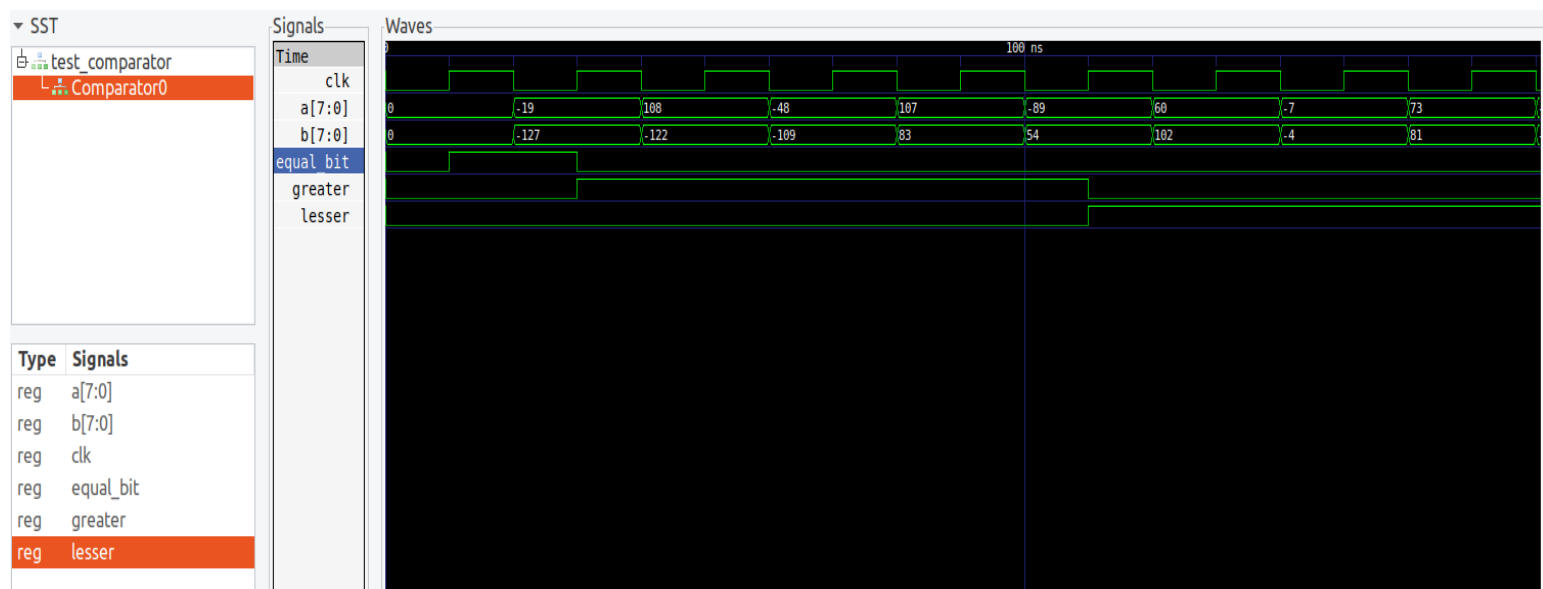 SST
test_comparator
Comparator0
Type Signals
reg a[7:0]
reg b[7:0]
reg clk
reg equal_bit
reg greater
reg lesser
Signals
Time
clk
a[7:0]
b[7:0]
equal_bit
greater
lesser
Waves
100 ns
0 -19 108 -48 107 -89 60 -7 73
0 -127 -122 -109 83 54 102 -4 81